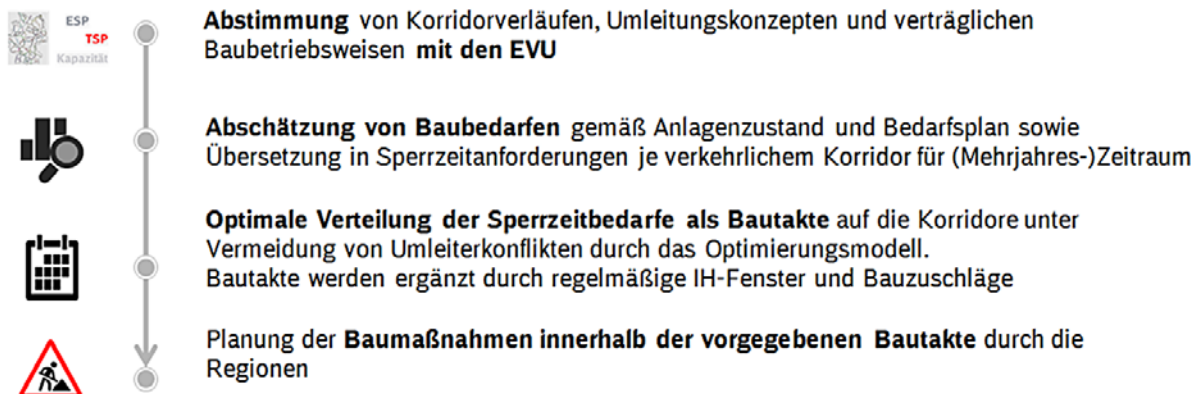 ESP
TSP
Kapazität
Abstimmung von Korridorverläufen, Umleitungskonzepten und verträglichen
Baubetriebsweisen mit den EVU
Abschätzung von Baubedarfen gemäß Anlagenzustand und Bedarfsplan sowie
Übersetzung in Sperrzeitanforderungen je verkehrlichem Korridor für (Mehrjahres-)Zeitraum
Optimale Verteilung der Sperrzeitbedarfe als Bautakte auf die Korridore unter
Vermeidung von Umleiterkonflikten durch das Optimierungsmodell.
Bautakte werden ergänzt durch regelmäßige IH-Fenster und Bauzuschläge
Planung der Baumaßnahmen innerhalb der vorgegebenen Bautakte durch die
Regionen